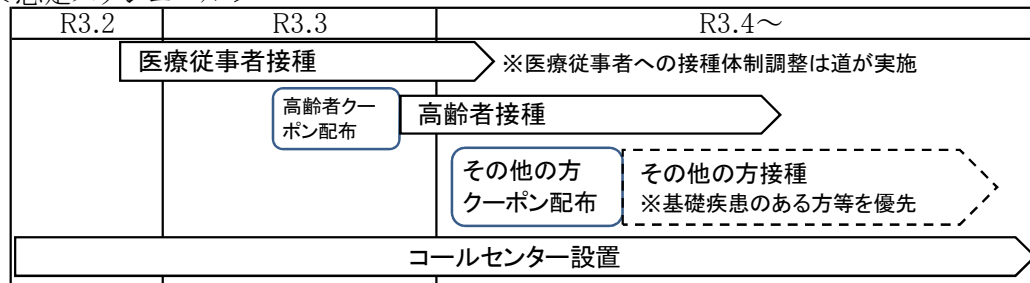 R3.2 R3.3 R3.4～
医療従事者接種 ※医療従事者への接種体制調整は道が実施
高齢者クー
ポン配布
高齢者接種
その他の方
クーポン配布
その他の方接種
※基礎疾患のある方等を優先
コールセンター設置